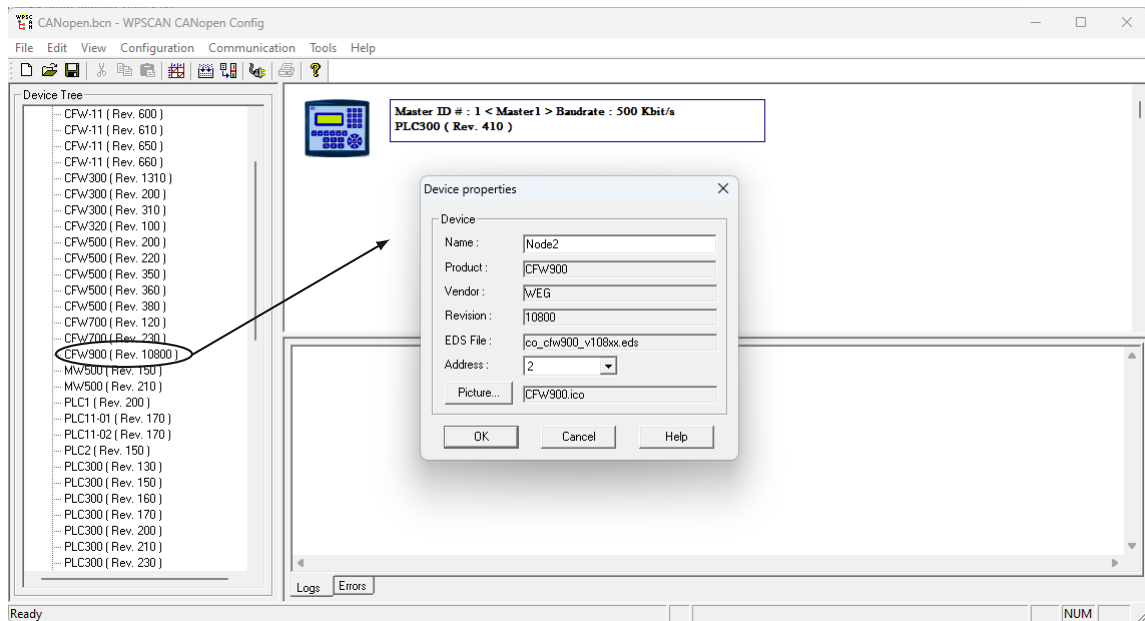 CANopen.bcn - WPSCAN CANopen Config
File Edit View Configuration Communication Tools Help
Device Tree
CFW-11 ( Rev. 600 )
CFW-11 ( Rev. 610 )
CFW-11 ( Rev. 650 )
CFW-11 ( Rev. 660 )
CFW300 ( Rev. 1310 )
CFW300 ( Rev. 200 )
CFW300 ( Rev. 310 )
CFW320 ( Rev. 100 )
CFW500 ( Rev. 200 )
CFW500 ( Rev. 220 )
CFW500 ( Rev. 350 )
CFW500 ( Rev. 360 )
CFW500 ( Rev. 380 )
CFW700 ( Rev. 120 )
CFW700 ( Rev. 230 )
CFW900 ( Rev. 10800 )
MW500 ( Rev. 150 )
MW500 ( Rev. 210 )
PLC1 ( Rev. 200 )
PLC11-01 ( Rev. 170 )
PLC11-02 ( Rev. 170 )
PLC2 ( Rev. 150 )
PLC300 ( Rev. 130 )
PLC300 ( Rev. 150 )
PLC300 ( Rev. 160 )
PLC300 ( Rev. 170 )
PLC300 ( Rev. 200 )
PLC300 ( Rev. 210 )
PLC300 ( Rev. 230 )
Master ID # : 1 < Master1 > Baudrate : 500 Kbit/s
PLC300 ( Rev. 410 )
Device properties
Device
Name : Node2
Product : CFW900
Vendor : WEG
Revision : 10800
EDS File : co_cfw900_v108xx.eds
Address : 2
Picture... CFW900.ico
OK Cancel Help
Logs Errors
Ready NUM